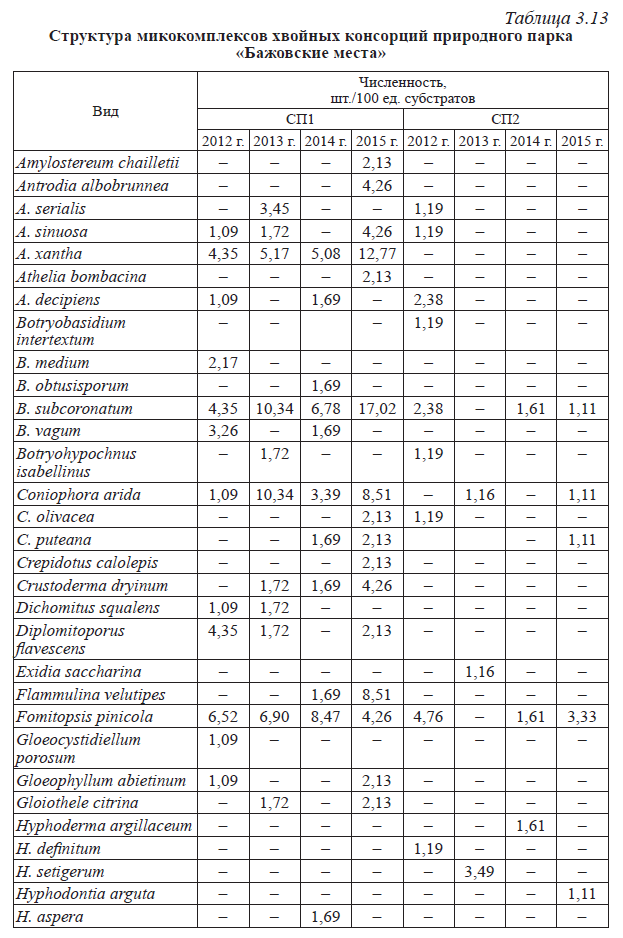 Таблица 3.13
Структура микокомплексов хвойных консорций природного парка
«Бажовские места»
Вид
Численность,
шт./100 ед. субстратов
СП1 СП2
2012 г. 2013 г. 2014 г. 2015 г. 2012 г. 2013 г. 2014 г. 2015 г.
Amylostereum chailletii – – – 2,13 – – – –
Antrodia albobrunnea – – – 4,26 – – – –
A. serialis – 3,45 – – 1,19 – – –
A. sinuosa 1,09 1,72 – 4,26 1,19 – – –
A. xantha 4,35 5,17 5,08 12,77 – – – –
Athelia bombacina – – – 2,13 – – – –
A. decipiens 1,09 – 1,69 – 2,38 – – –
Botryobasidium – – – 1,19 – – –
intertextum
B. medium 2,17 – – – – – – –
B. obtusisporum – – 1,69 – – – – –
B. subcoronatum 4,35 10,34 6,78 17,02 2,38 – 1,61 1,11
B. vagum 3,26 – 1,69 – – – – –
Botryohypochnus – 1,72 – – 1,19 – – –
isabellinus
Coniophora arida 1,09 10,34 3,39 8,51 – 1,16 – 1,11
C. olivacea – – – 2,13 1,19 – – –
C. puteana – – 1,69 2,13 – 1,11
Crepidotus calolepis – – – 2,13 – – – –
Crustoderma dryinum – 1,72 1,69 4,26 – – – –
Dichomitus squalens 1,09 1,72 – – – – – –
Diplomitoporus 4,35 1,72 – 2,13 – – – –
flavescens
Exidia saccharina – – – – – 1,16 – –
Flammulina velutipes – – 1,69 8,51 – – – –
Fomitopsis pinicola 6,52 6,90 8,47 4,26 4,76 – 1,61 3,33
Gloeocystidiellum 1,09 – – – – – – –
porosum
Gloeophyllum abietinum 1,09 – – 2,13 – – – –
Gloiothele citrina – 1,72 – 2,13 – – – –
Hyphoderma argillaceum – – – – – – 1,61 –
H. definitum – – – – 1,19 – – –
H. setigerum – – – – – 3,49 – –
Hyphodontia arguta – – – – – – – 1,11
H. aspera – – 1,69 – – – – –